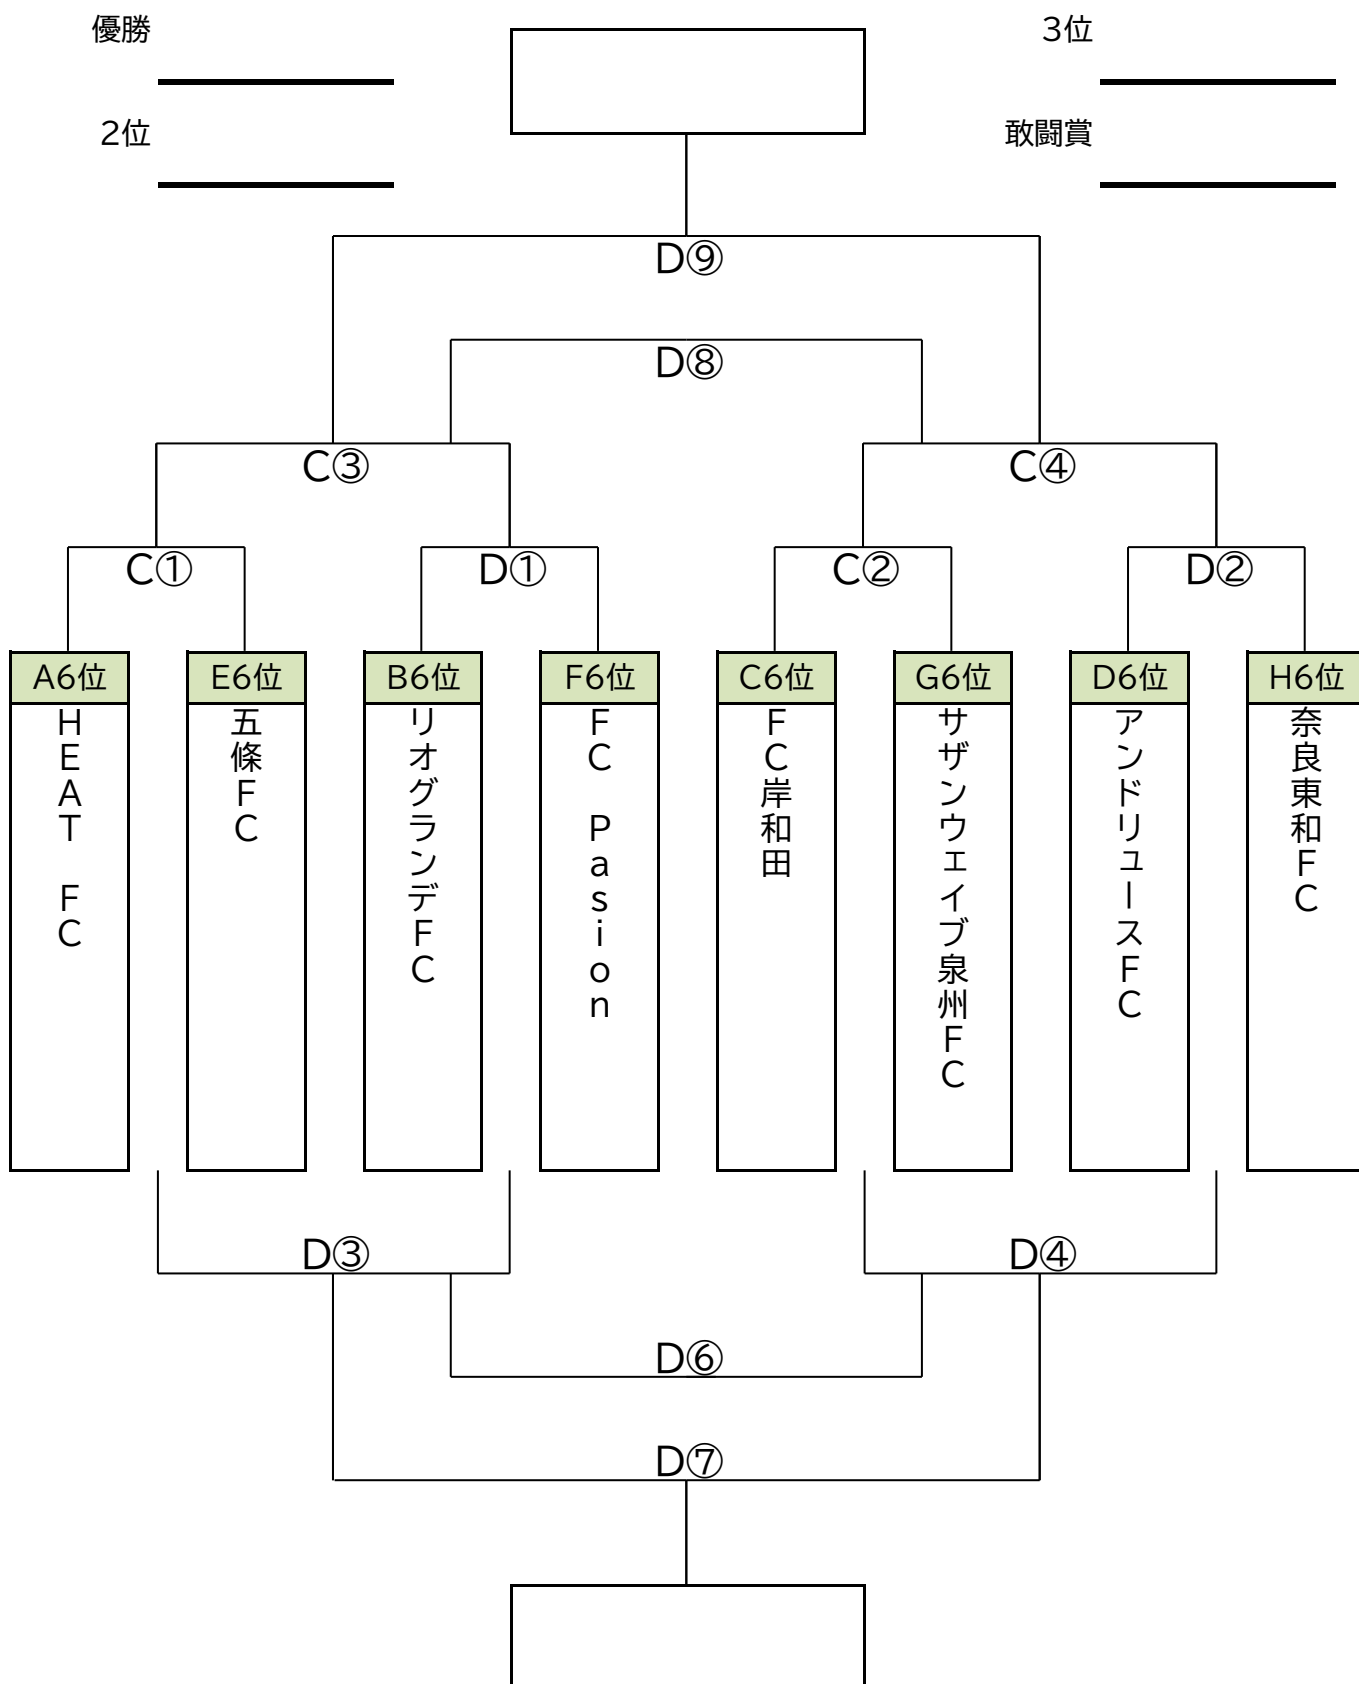 優勝
3位
2位
敢闘賞
D⑨
D⑧
C③
C④
C①
D①
C②
D②
A6位
E6位
B6位
F6位
C6位
G6位
D6位
H6位
HEAT FC
五條FC
リオグランデFC
FC Pasion
FC岸和田
サザンウェイブ泉州FC
アンドリュースFC
奈良東和FC
D③
D④
D⑥
D⑦